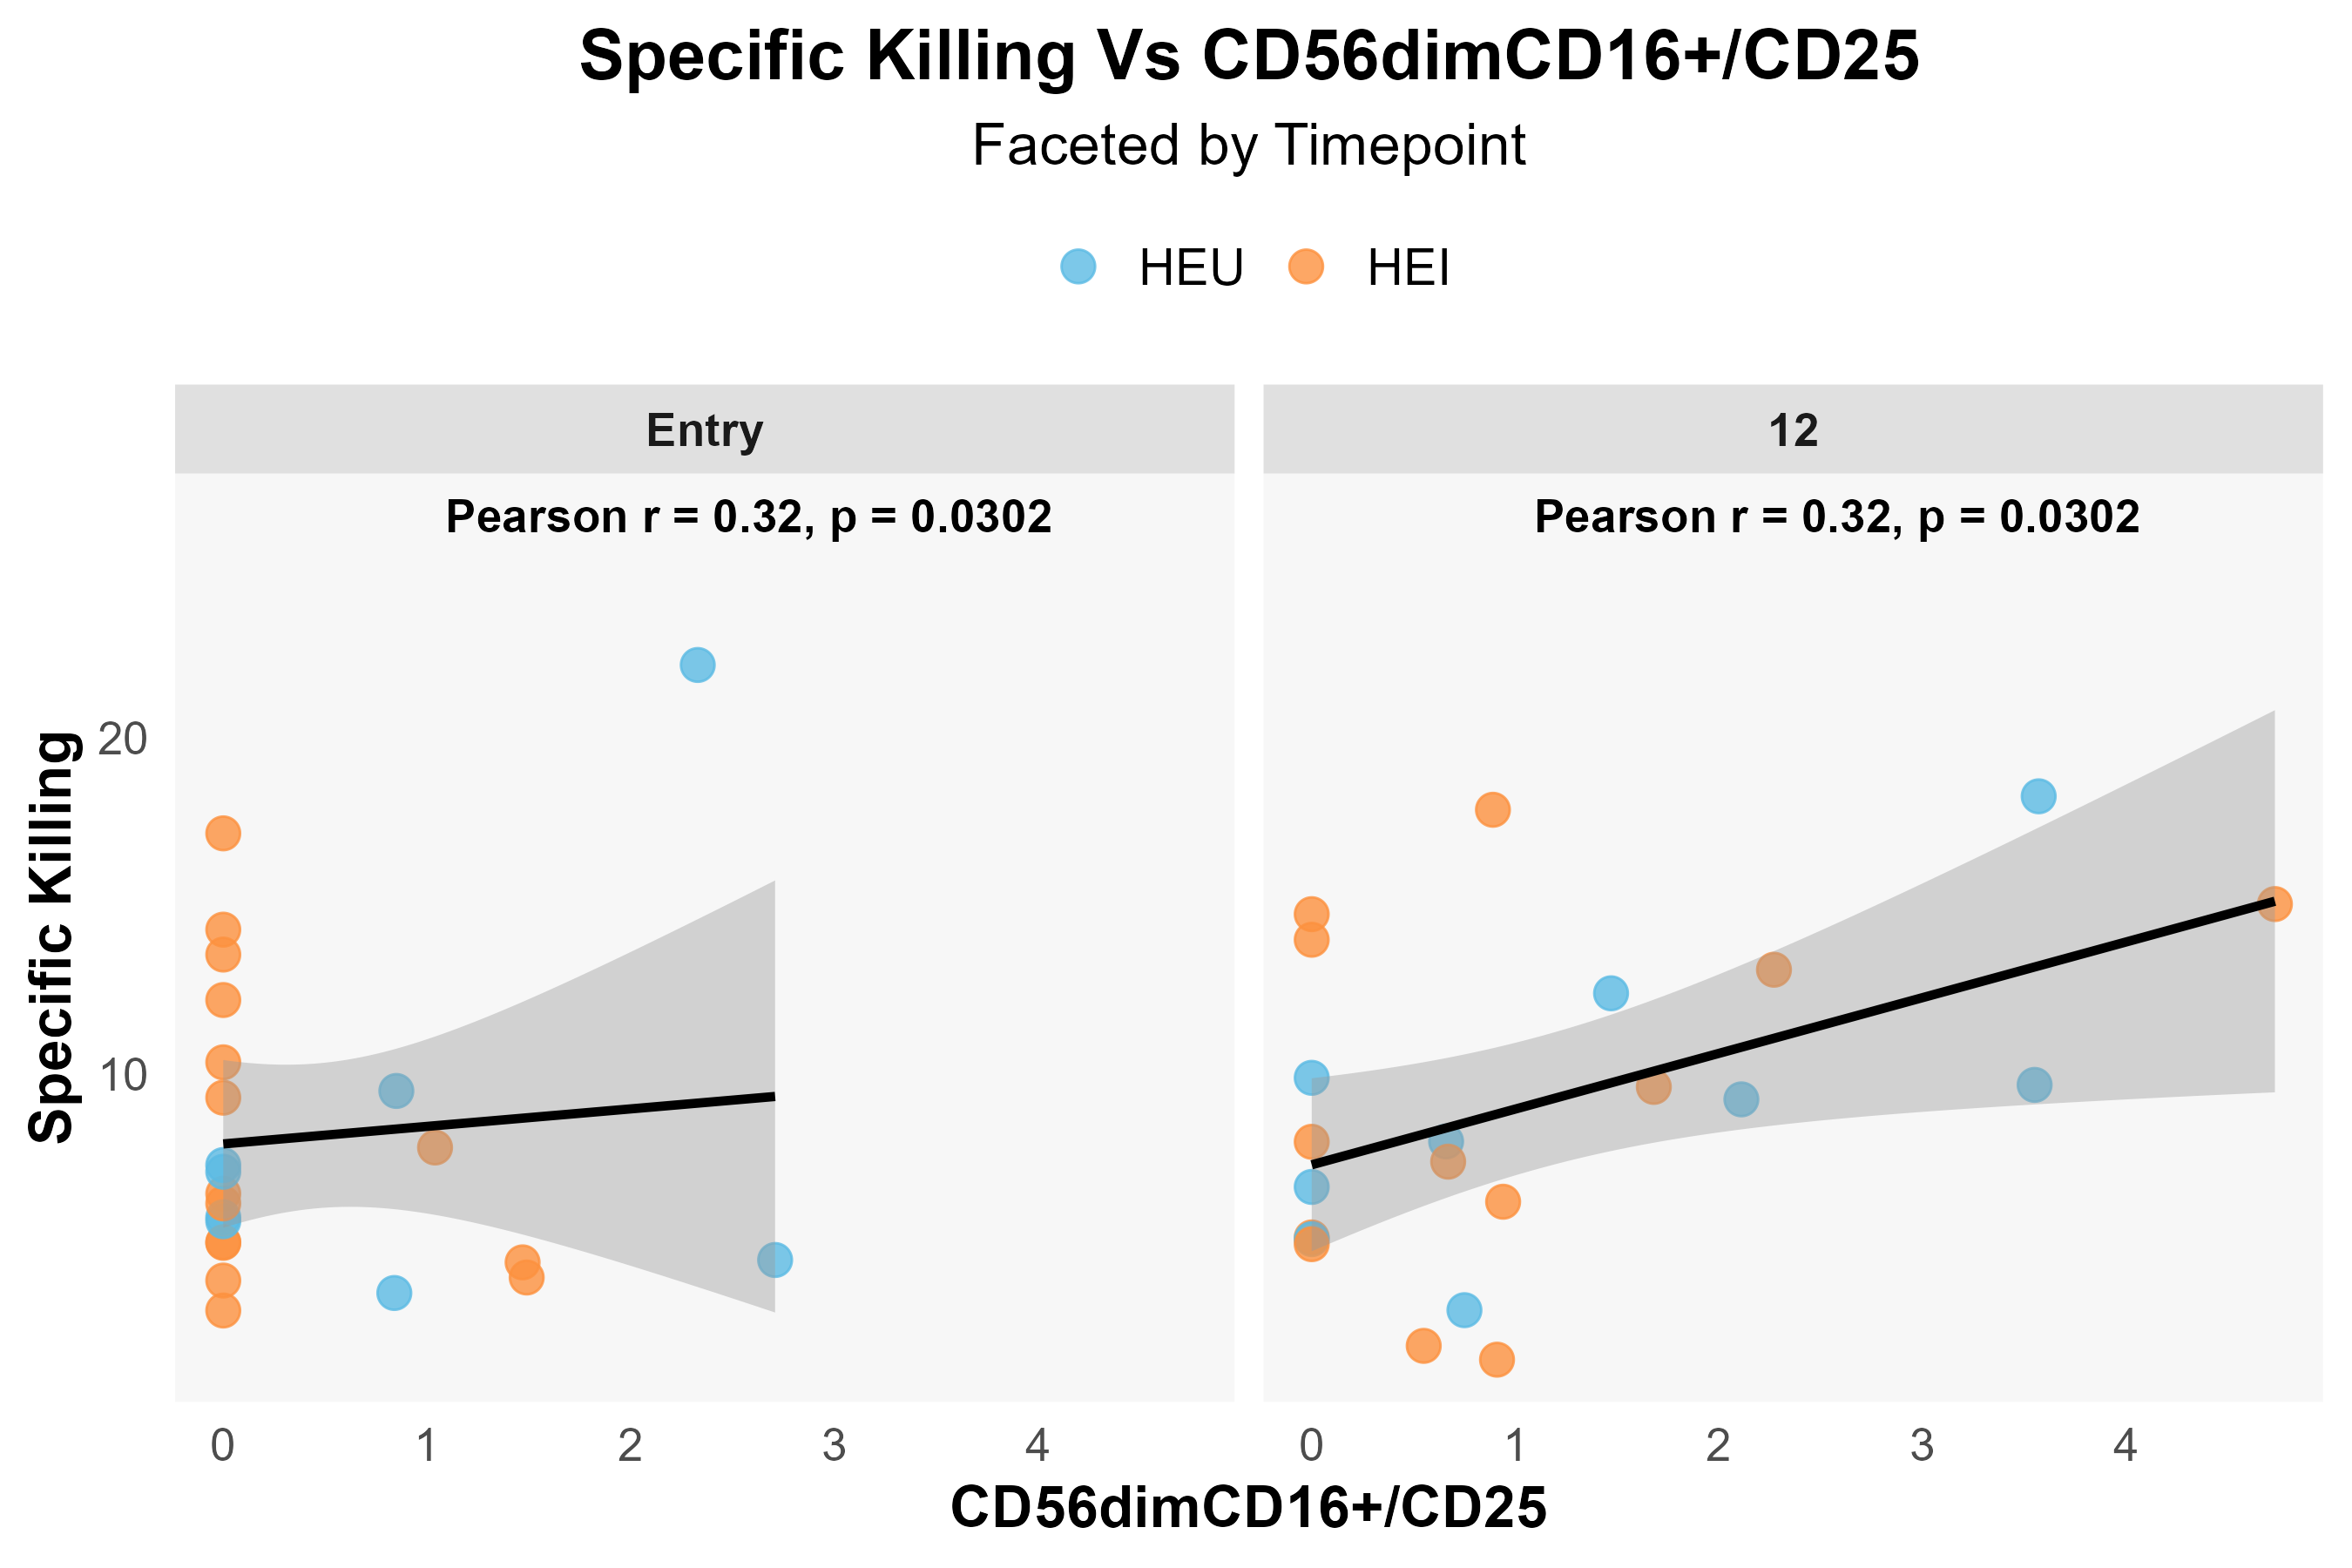 Specific Killing Vs CD56dimCD16+/CD25
Faceted by Timepoint
HEU HEI
Entry 12
Pearson r = 0.32, p = 0.0302 Pearson r = 0.32, p = 0.0302
Specific Killing
20
10
0 1 2 3 4 0 1 2 3 4
CD56dimCD16+/CD25